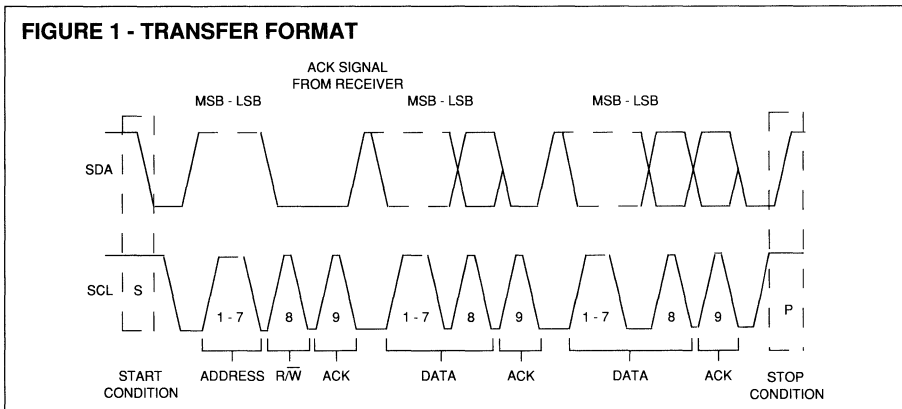 FIGURE 1 - TRANSFER FORMAT
ACK SIGNAL
FROM RECEIVER
MSB - LSB MSB - LSB MSB - LSB
SDA
SCL S 1 - 7 8 9 1 - 7 8 9 1 - 7 8 9 P
START CONDITION ADDRESS R/W̅ ACK DATA ACK DATA ACK STOP CONDITION